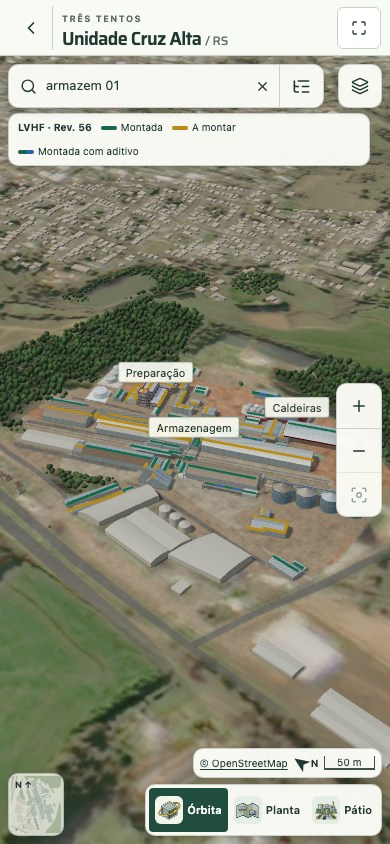 TRÊS TENTOS
Unidade Cruz Alta / RS
armazem 01
LVHF · Rev. 56 Montada A montar
Montada com aditivo
Preparação
Caldeiras
Armazenagem
© OpenStreetMap N 50 m
N ↑
Órbita Planta Pátio